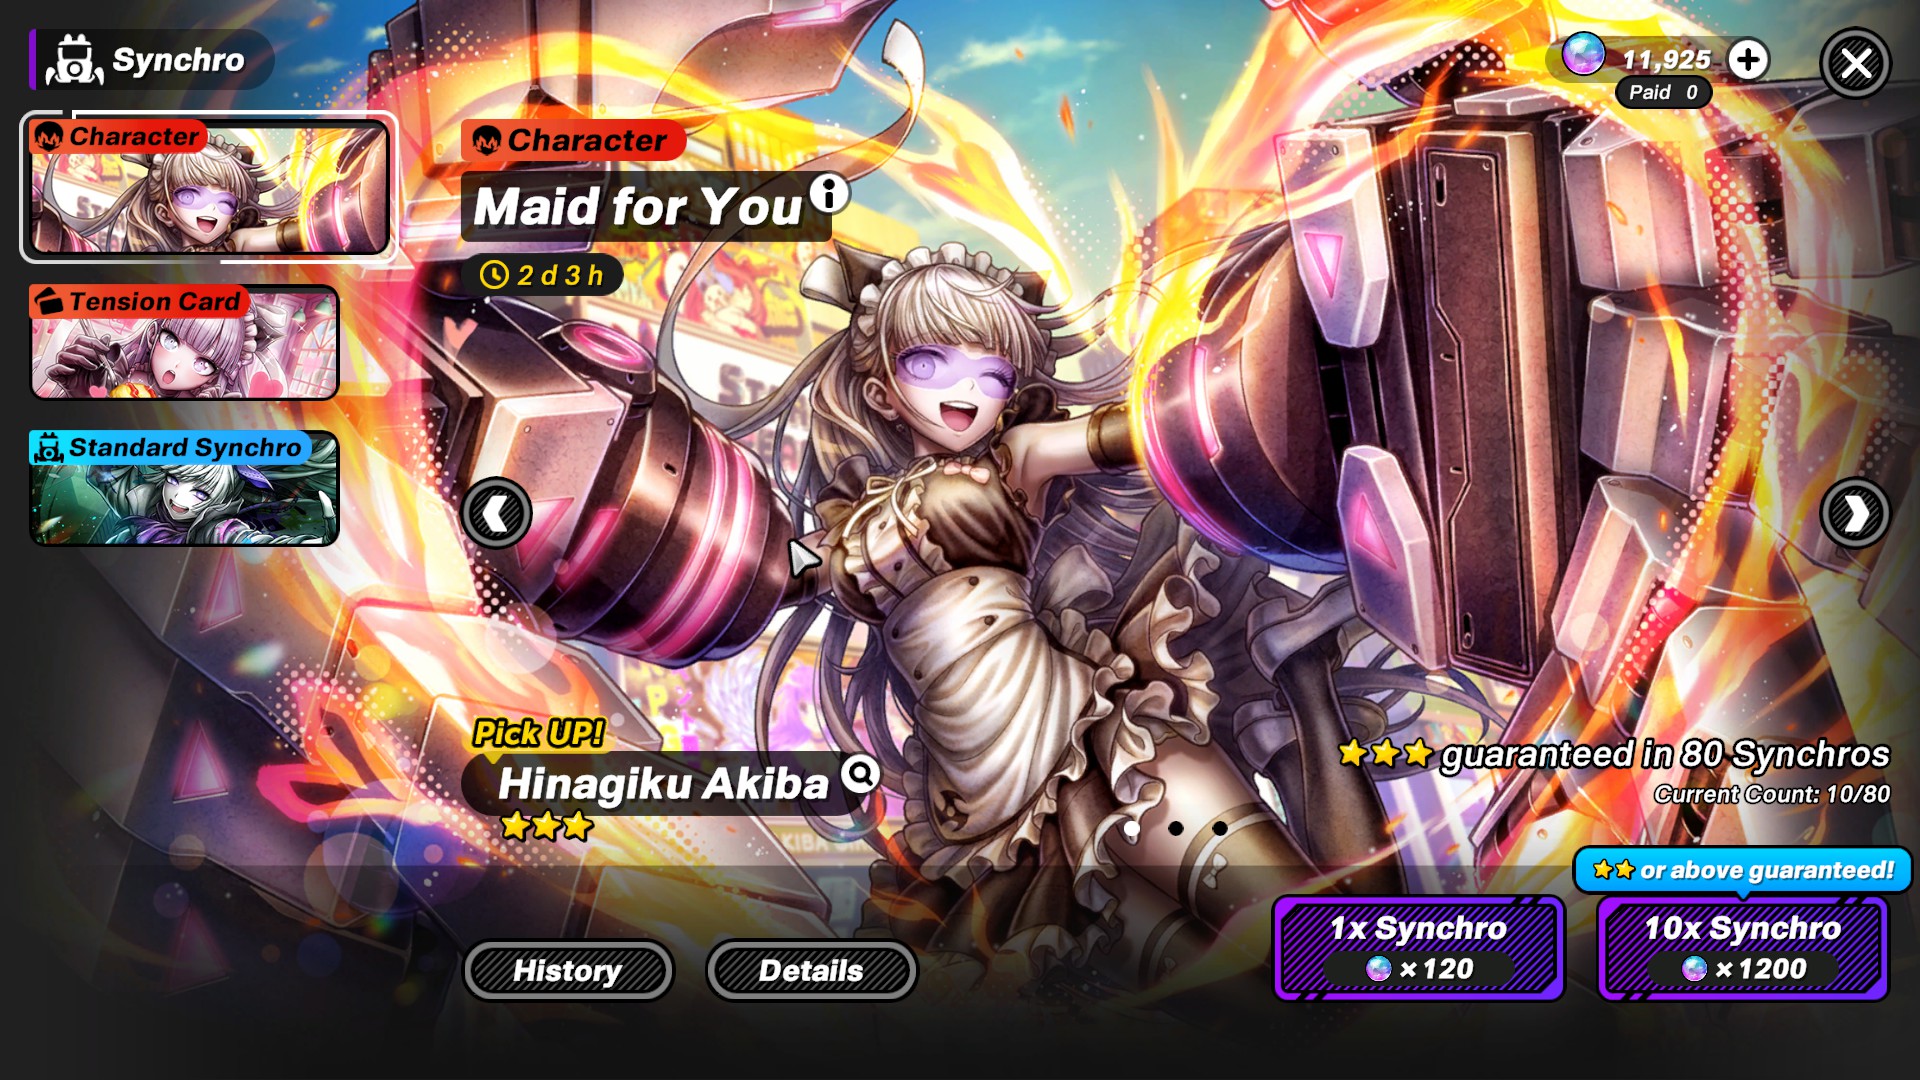 Synchro
11,925
Paid 0
Character
Tension Card
Standard Synchro
Character
Maid for You
2 d 3 h
Pick UP!
Hinagiku Akiba
guaranteed in 80 Synchros
Current Count: 10/80
or above guaranteed!
History
Details
1x Synchro
×120
10x Synchro
×1200